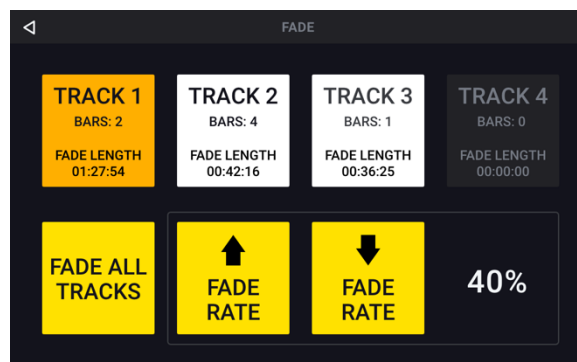 FADE
TRACK 1
BARS: 2
FADE LENGTH
01:27:54
TRACK 2
BARS: 4
FADE LENGTH
00:42:16
TRACK 3
BARS: 1
FADE LENGTH
00:36:25
TRACK 4
BARS: 0
FADE LENGTH
00:00:00
FADE ALL
TRACKS
FADE
RATE
FADE
RATE
40%